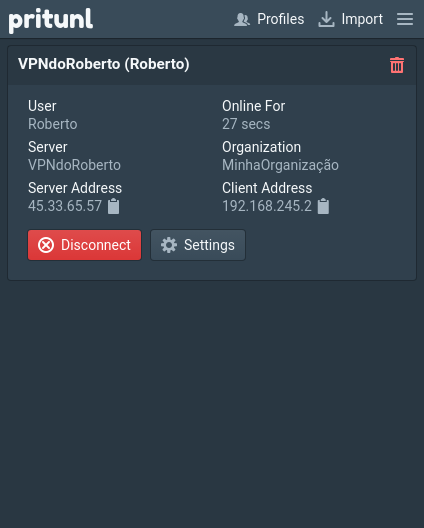 pritunl Profiles Import
VPNdoRoberto (Roberto)
User Online For
Roberto 27 secs
Server Organization
VPNdoRoberto MinhaOrganização
Server Address Client Address
45.33.65.57 192.168.245.2
Disconnect Settings